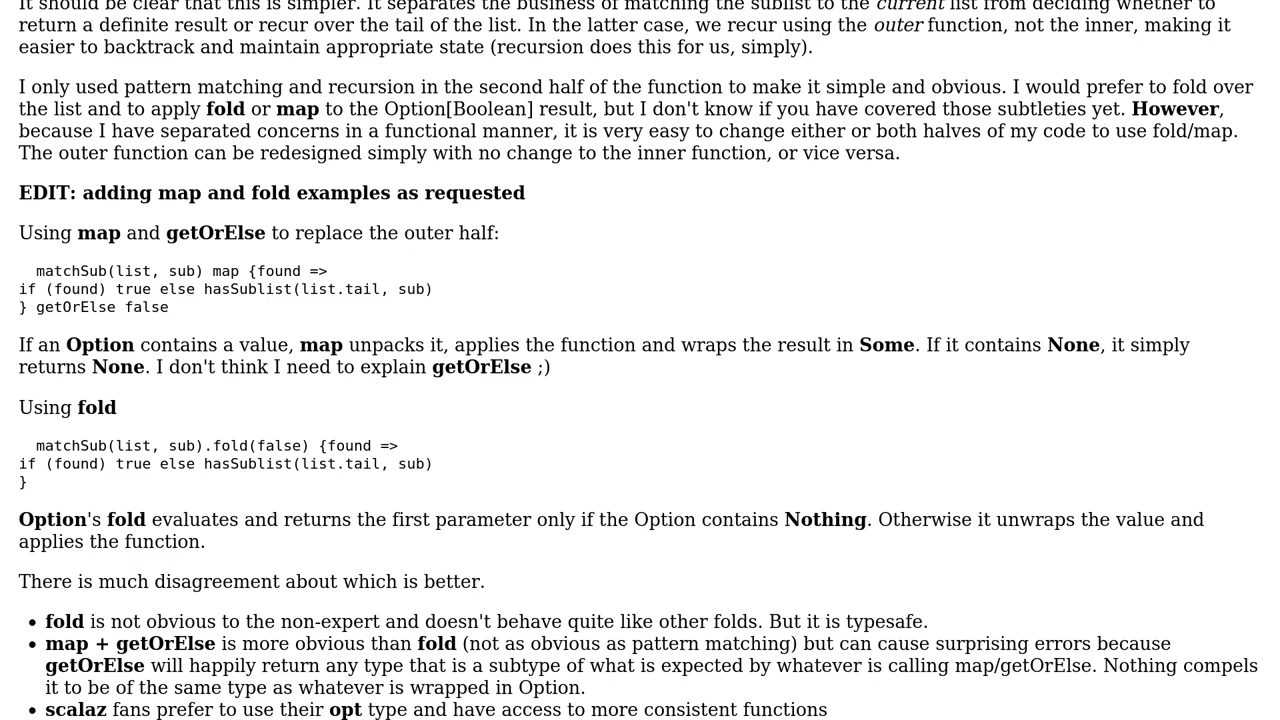 It should be clear that this is simpler. It separates the business of matching the sublist to the current list from deciding whether to
return a definite result or recur over the tail of the list. In the latter case, we recur using the outer function, not the inner, making it
easier to backtrack and maintain appropriate state (recursion does this for us, simply).
I only used pattern matching and recursion in the second half of the function to make it simple and obvious. I would prefer to fold over
the list and to apply fold or map to the Option[Boolean] result, but I don't know if you have covered those subtleties yet. However,
because I have separated concerns in a functional manner, it is very easy to change either or both halves of my code to use fold/map.
The outer function can be redesigned simply with no change to the inner function, or vice versa.
EDIT: adding map and fold examples as requested
Using map and getOrElse to replace the outer half:
matchSub(list, sub) map {found =>
if (found) true else hasSublist(list.tail, sub)
} getOrElse false
If an Option contains a value, map unpacks it, applies the function and wraps the result in Some. If it contains None, it simply
returns None. I don't think I need to explain getOrElse ;)
Using fold
matchSub(list, sub).fold(false) {found =>
if (found) true else hasSublist(list.tail, sub)
}
Option's fold evaluates and returns the first parameter only if the Option contains Nothing. Otherwise it unwraps the value and
applies the function.
There is much disagreement about which is better.
• fold is not obvious to the non-expert and doesn't behave quite like other folds. But it is typesafe.
• map + getOrElse is more obvious than fold (not as obvious as pattern matching) but can cause surprising errors because
getOrElse will happily return any type that is a subtype of what is expected by whatever is calling map/getOrElse. Nothing compels
it to be of the same type as whatever is wrapped in Option.
• scalaz fans prefer to use their opt type and have access to more consistent functions